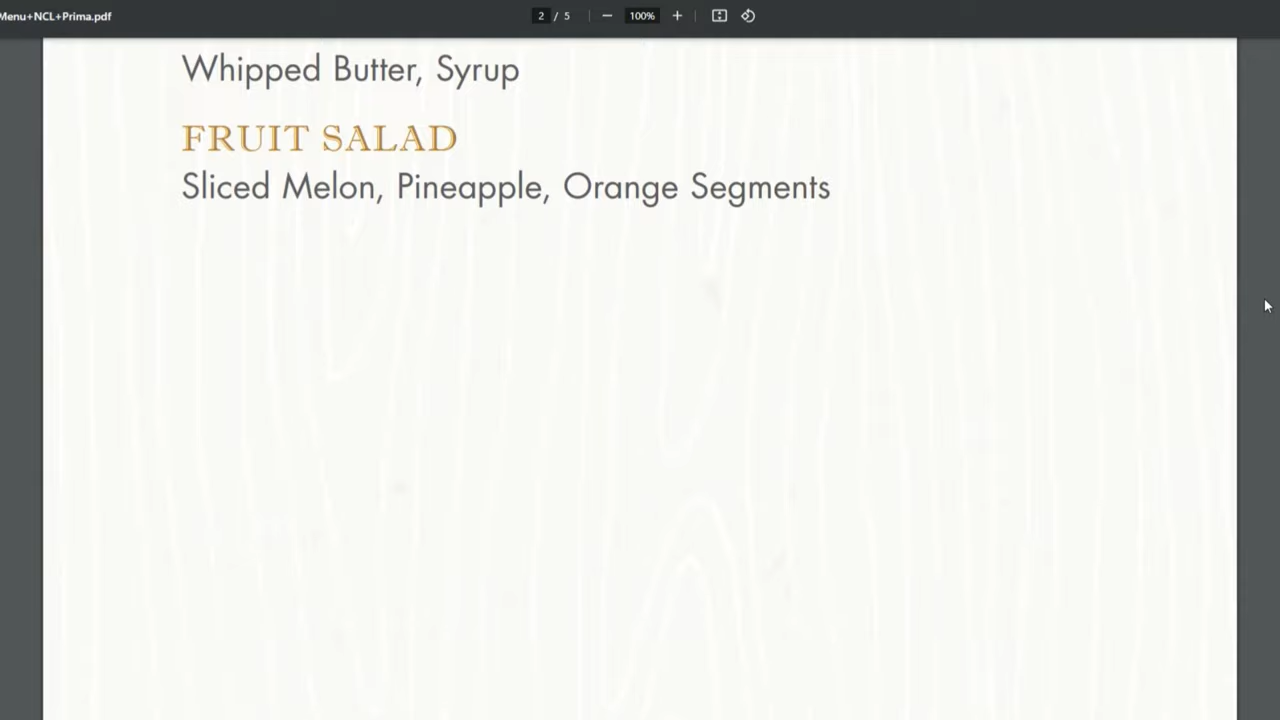 Menu+NCL+Prima.pdf
2 / 5
100%
Whipped Butter, Syrup
FRUIT SALAD
Sliced Melon, Pineapple, Orange Segments